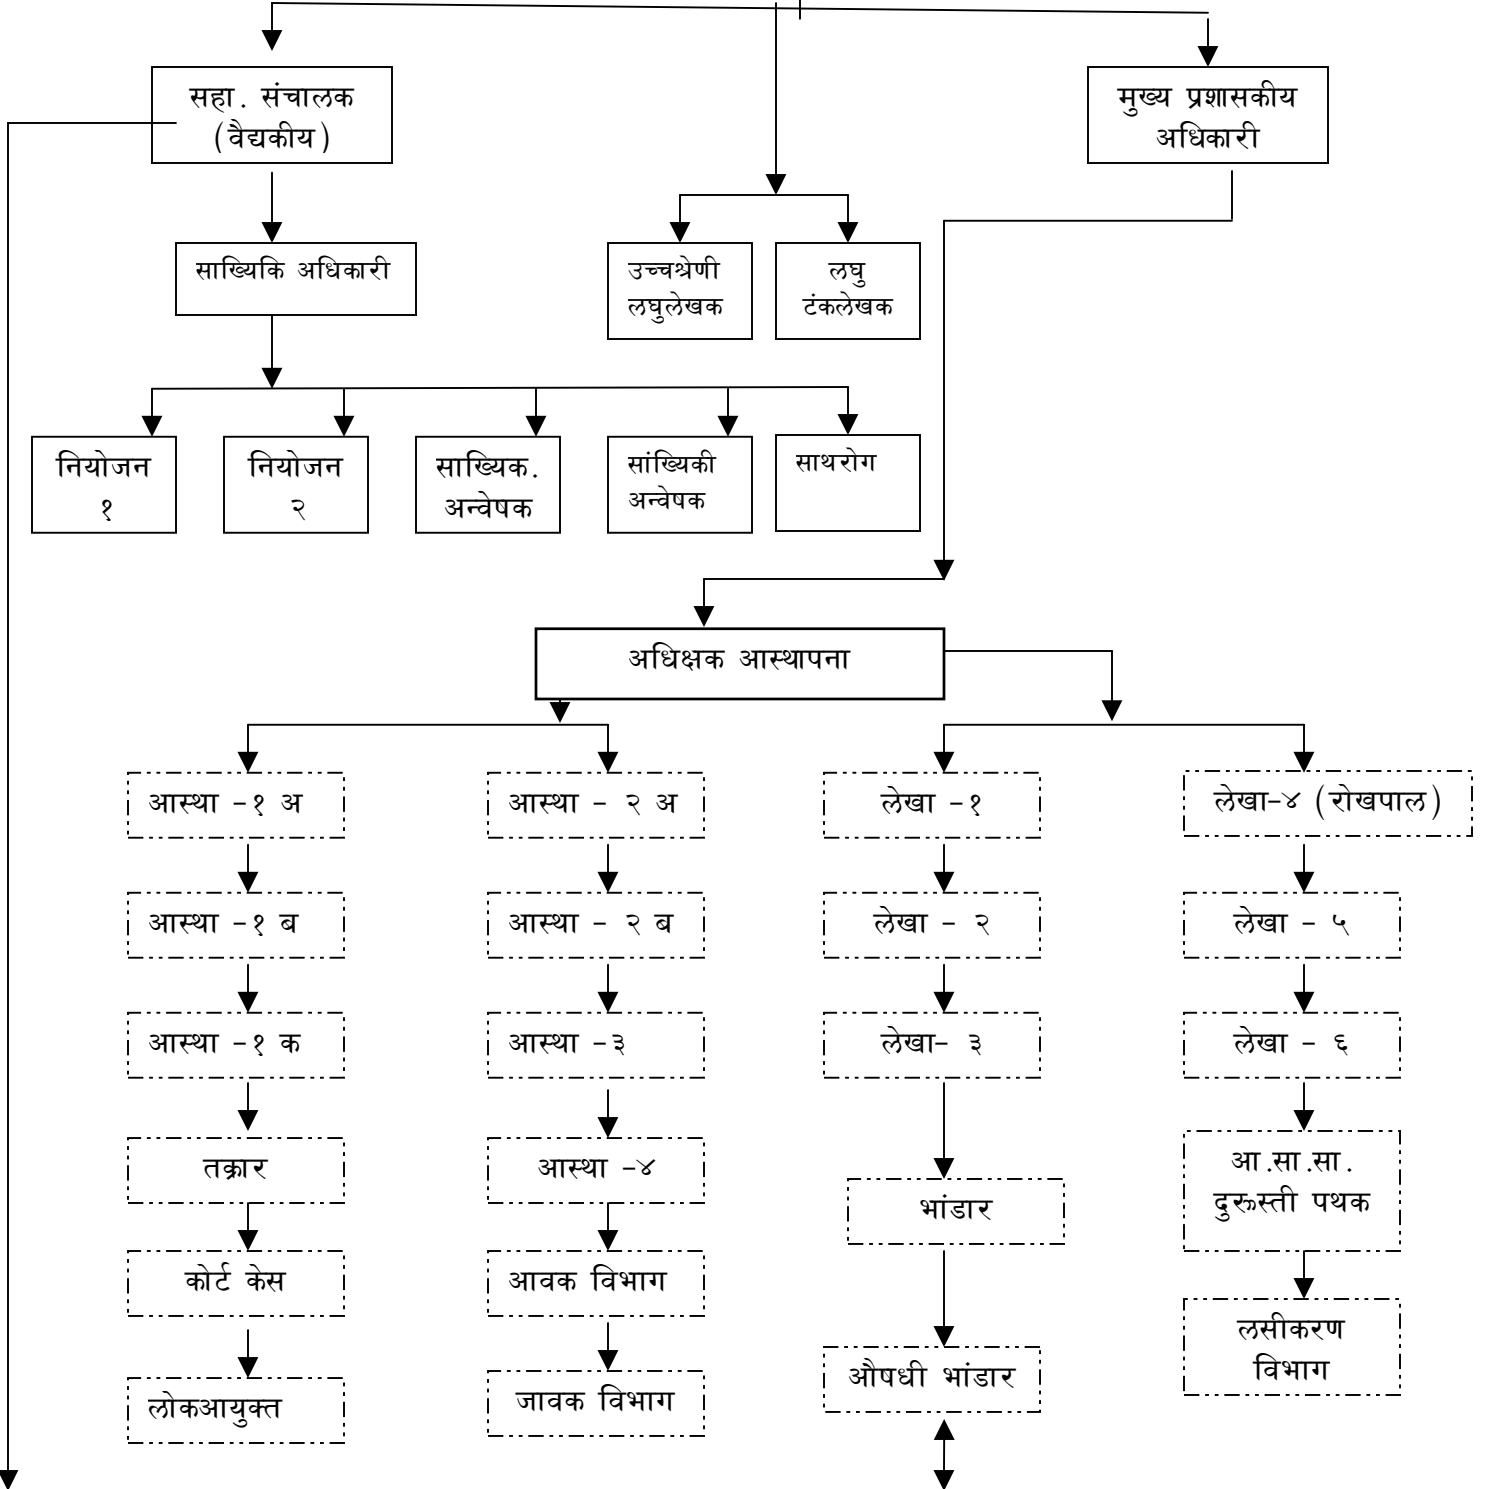 सहा. संचालक
(वैद्यकीय)
मुख्य प्रशासकीय
अधिकारी
साख्यिकि अधिकारी
उच्चश्रेणी
लघुलेखक
लघु
टंकलेखक
नियोजन
१
नियोजन
२
साख्यिक.
अन्वेषक
सांख्यिकी
अन्वेषक
साथरोग
अधिक्षक आस्थापना
आस्था -१ अ
आस्था - २ अ
लेखा -१
लेखा-४ (रोखपाल)
आस्था -१ ब
आस्था - २ ब
लेखा - २
लेखा - ५
आस्था -१ क
आस्था -३
लेखा- ३
लेखा - ६
तक्रार
आस्था -४
भांडार
आ.सा.सा.
दुरूस्ती पथक
कोर्ट केस
आवक विभाग
औषधी भांडार
लसीकरण
विभाग
लोकआयुक्त
जावक विभाग